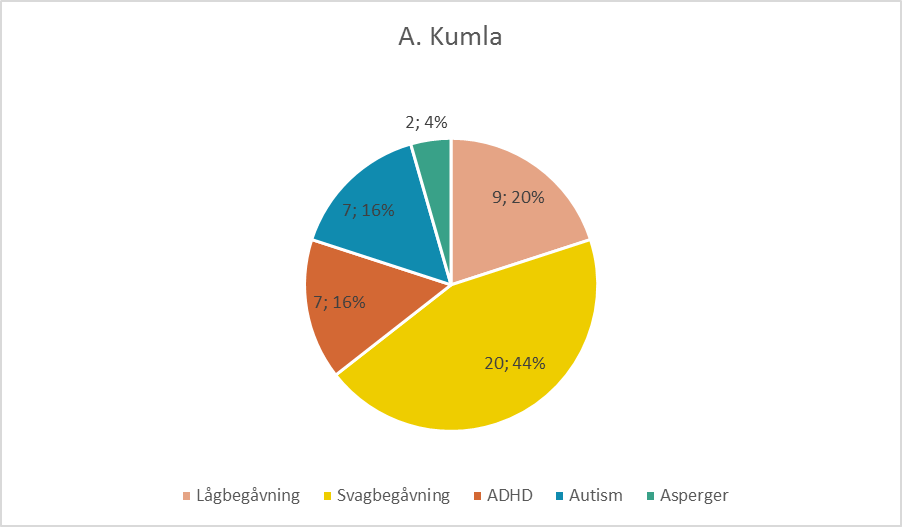 A. Kumla
2; 4%
9; 20%
7; 16%
7; 16%
20; 44%
Lågbegåvning Svagbegåvning ADHD Autism Asperger